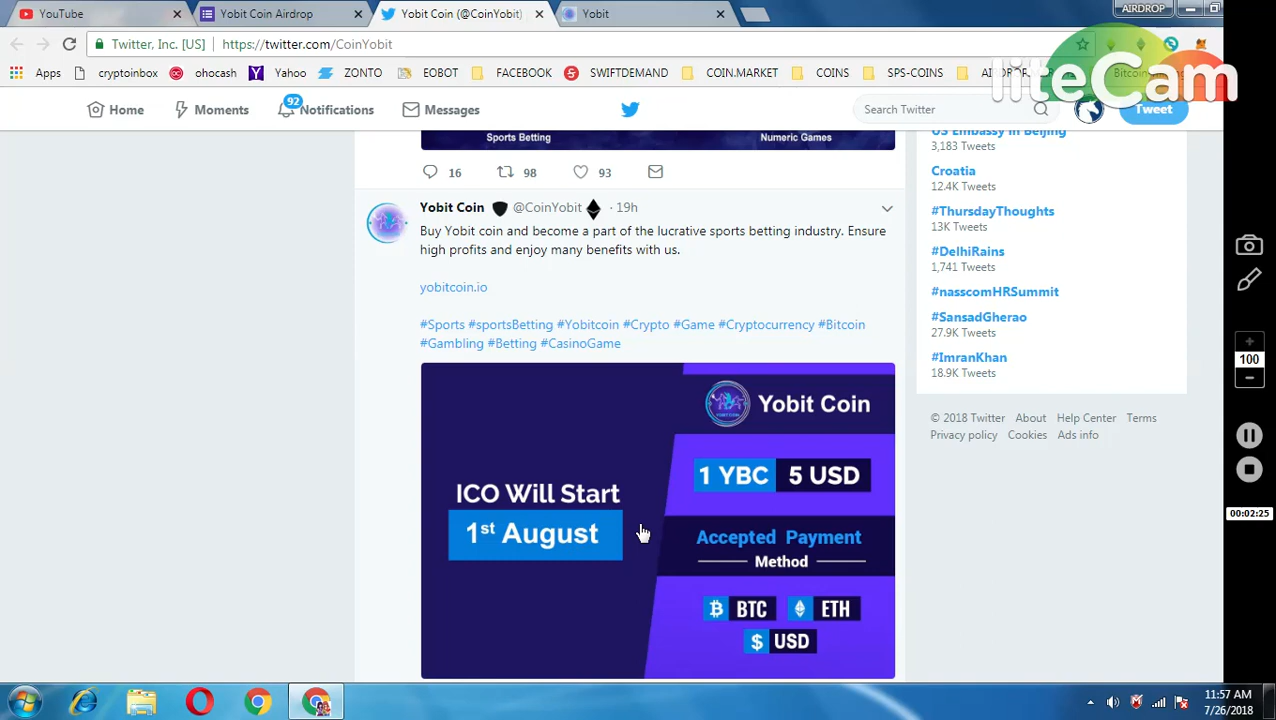 YouTube
Yobit Coin Airdrop
Yobit Coin (@CoinYobit)
Yobit
AIRDROP
Twitter, Inc. [US]
https://twitter.com/CoinYobit
Apps
cryptoinbox
ohocash
Yahoo
ZONTO
EOBOT
FACEBOOK
SWIFTDEMAND
COIN.MARKET
COINS
SPS-COINS
liteCam
Home
Moments
92
Notifications
Messages
Search Twitter
Tweet
Sports Betting
Numeric Games
16
98
93
Yobit Coin @CoinYobit · 19h
Buy Yobit coin and become a part of the lucrative sports betting industry. Ensure
high profits and enjoy many benefits with us.
yobitcoin.io
#Sports #sportsBetting #Yobitcoin #Crypto #Game #Cryptocurrency #Bitcoin
#Gambling #Betting #CasinoGame
ICO Will Start
1st August
YOBITCOIN
Yobit Coin
1 YBC 5 USD
Accepted Payment
Method
BTC
ETH
$ USD
US Embassy in Beijing
3,183 Tweets
Croatia
12.4K Tweets
#ThursdayThoughts
13K Tweets
#DelhiRains
1,741 Tweets
#nasscomHRSummit
#SansadGherao
27.9K Tweets
#ImranKhan
18.9K Tweets
© 2018 Twitter About Help Center Terms
Privacy policy Cookies Ads info
100
00:02:25
11:57 AM
7/26/2018